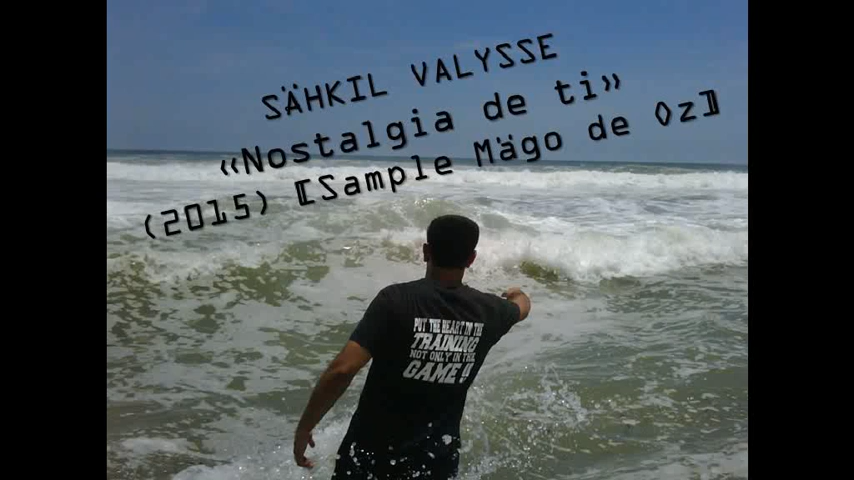 SÄHKIL VALYSSE
«Nostalgia de ti»
(2015) 〚Sample Mägo de Oz〛
PUT THE HEART IN THE
TRAINING
NOT ONLY IN THE
GAME!!